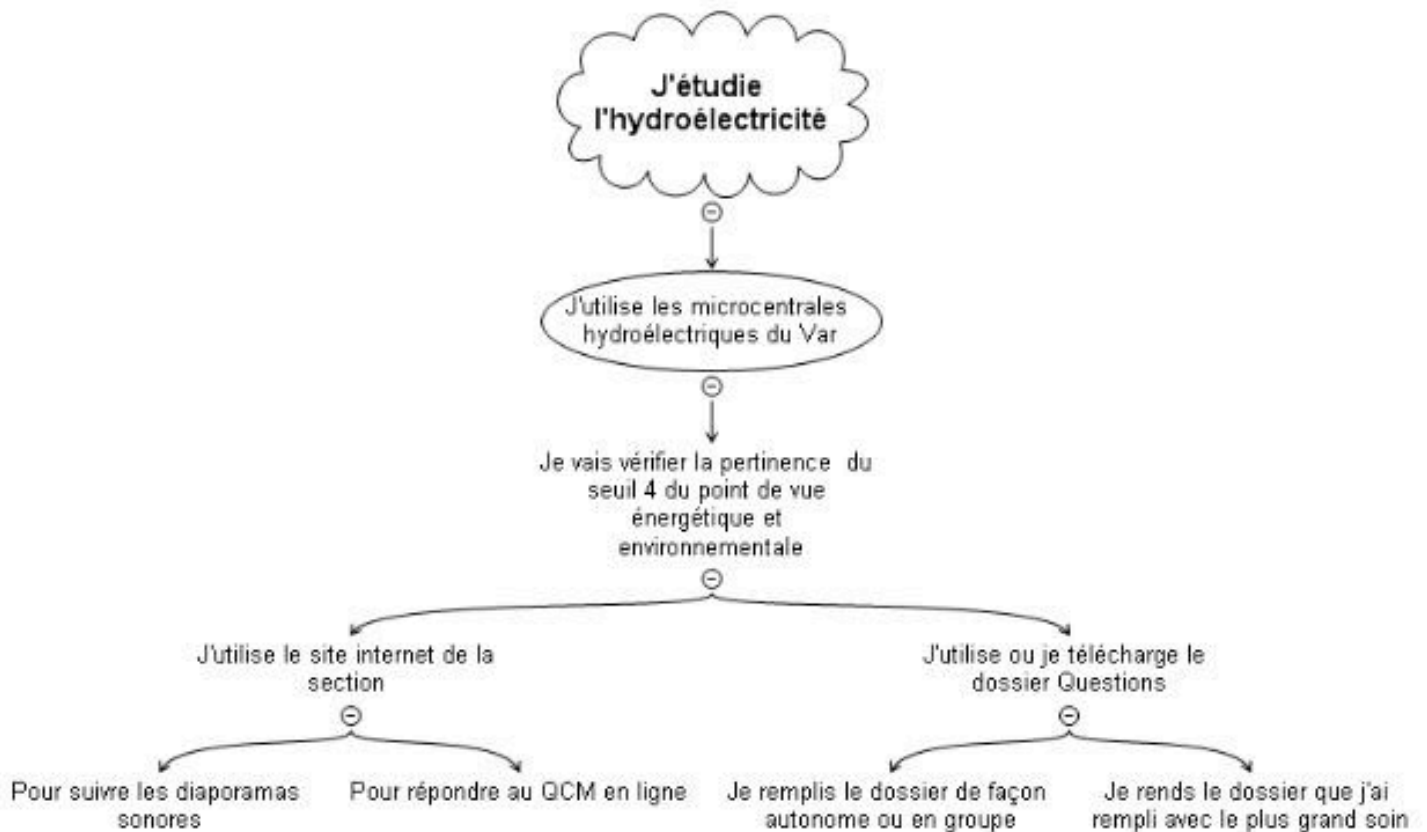 J'étudie
l'hydroélectricité
J'utilise les microcentrales
hydroélectriques du Var
Je vais vérifier la pertinence du
seuil 4 du point de vue
énergétique et
environnementale
J'utilise le site internet de la
section
J'utilise ou je télécharge le
dossier Questions
Pour suivre les diaporamas
sonores
Pour répondre au QCM en ligne
Je remplis le dossier de façon
autonome ou en groupe
Je rends le dossier que j'ai
rempli avec le plus grand soin